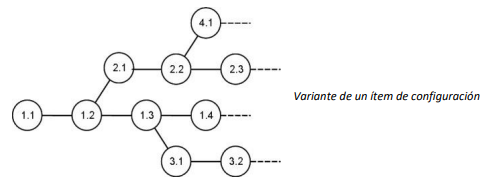 4.1
2.1 2.2 2.3
Variante de un ítem de configuración
1.1 1.2 1.3 1.4
3.1 3.2